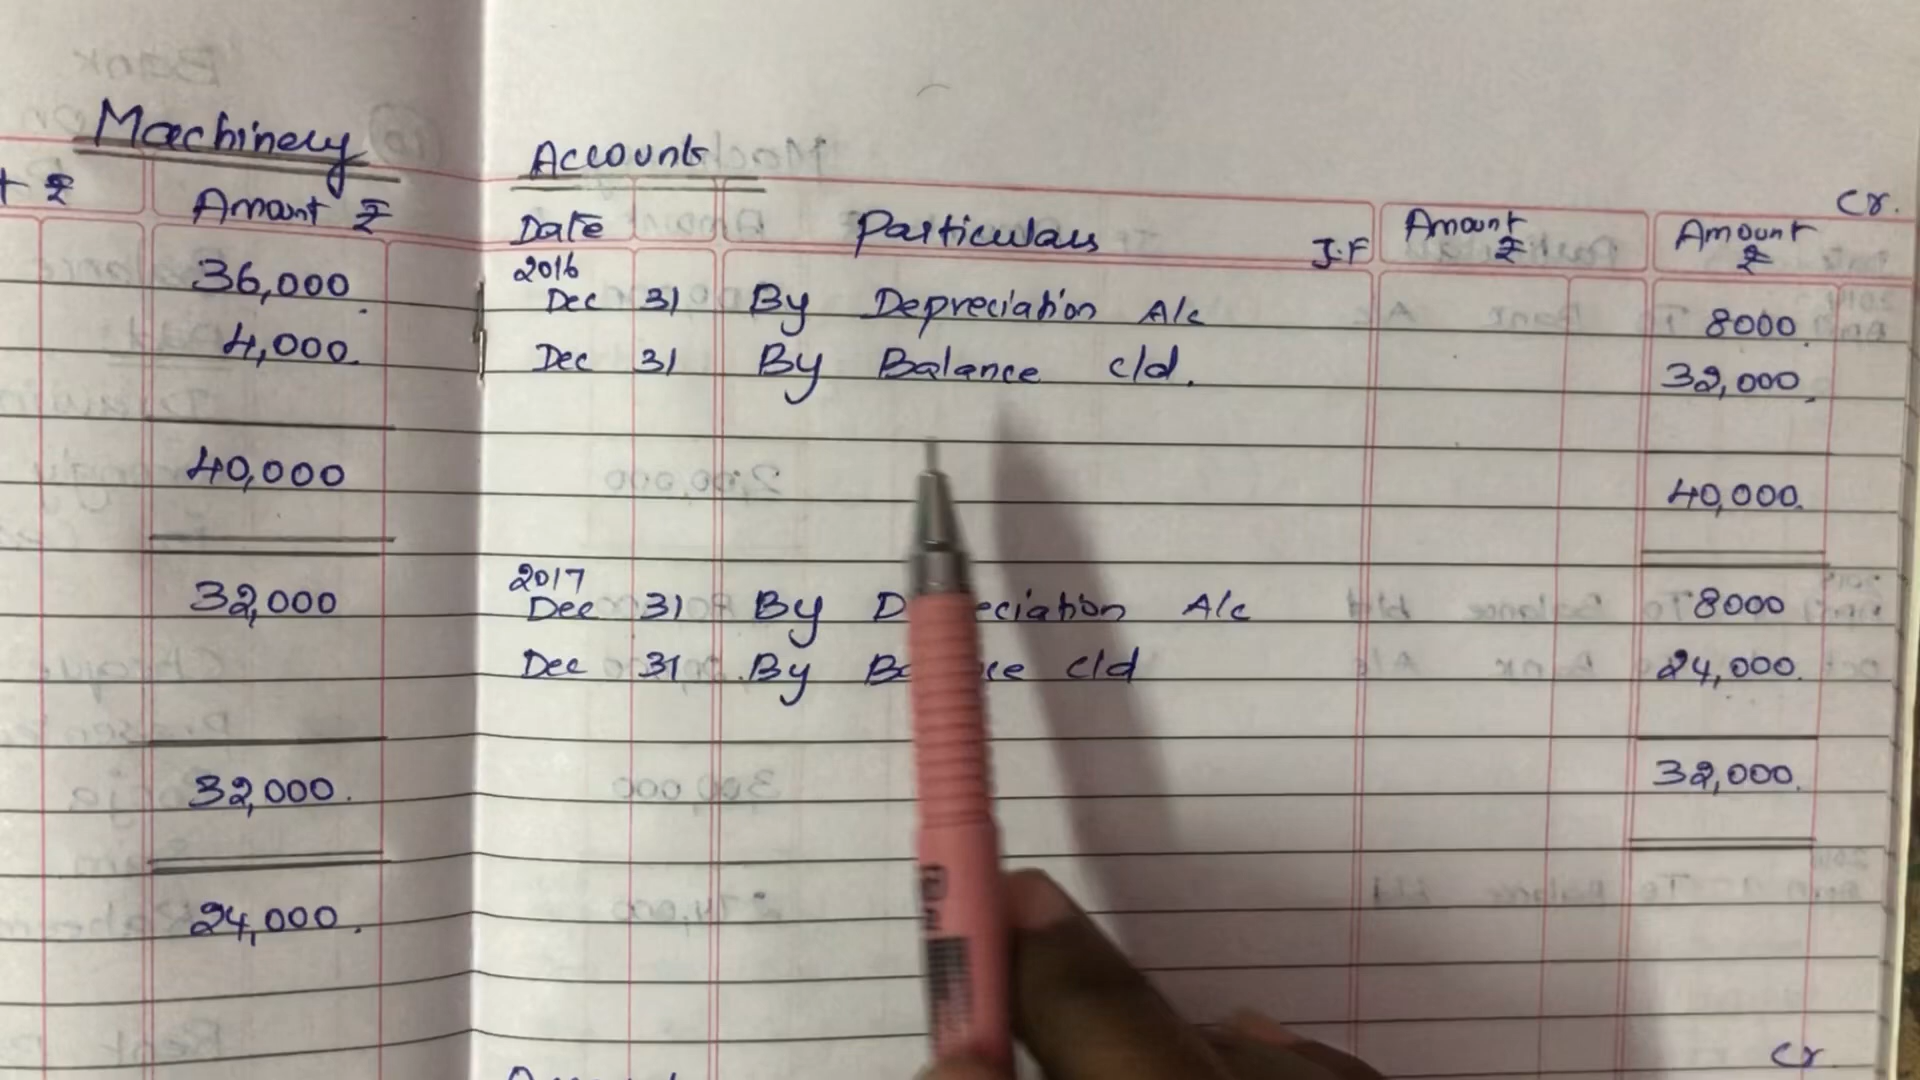 Machinery Accounts
Cr.
₹ Amount ₹ Date Particulars J.F Amount ₹ Amount ₹
2016
36,000 Dec 31 By Depreciation A/c 8000
4,000 Dec 31 By Balance c/d. 32,000
40,000 40,000
2017
32,000 Dec 31 By D eciation A/c 8000
Dec 31 By Ba ce c/d 24,000
32,000 32,000
24,000
Cr